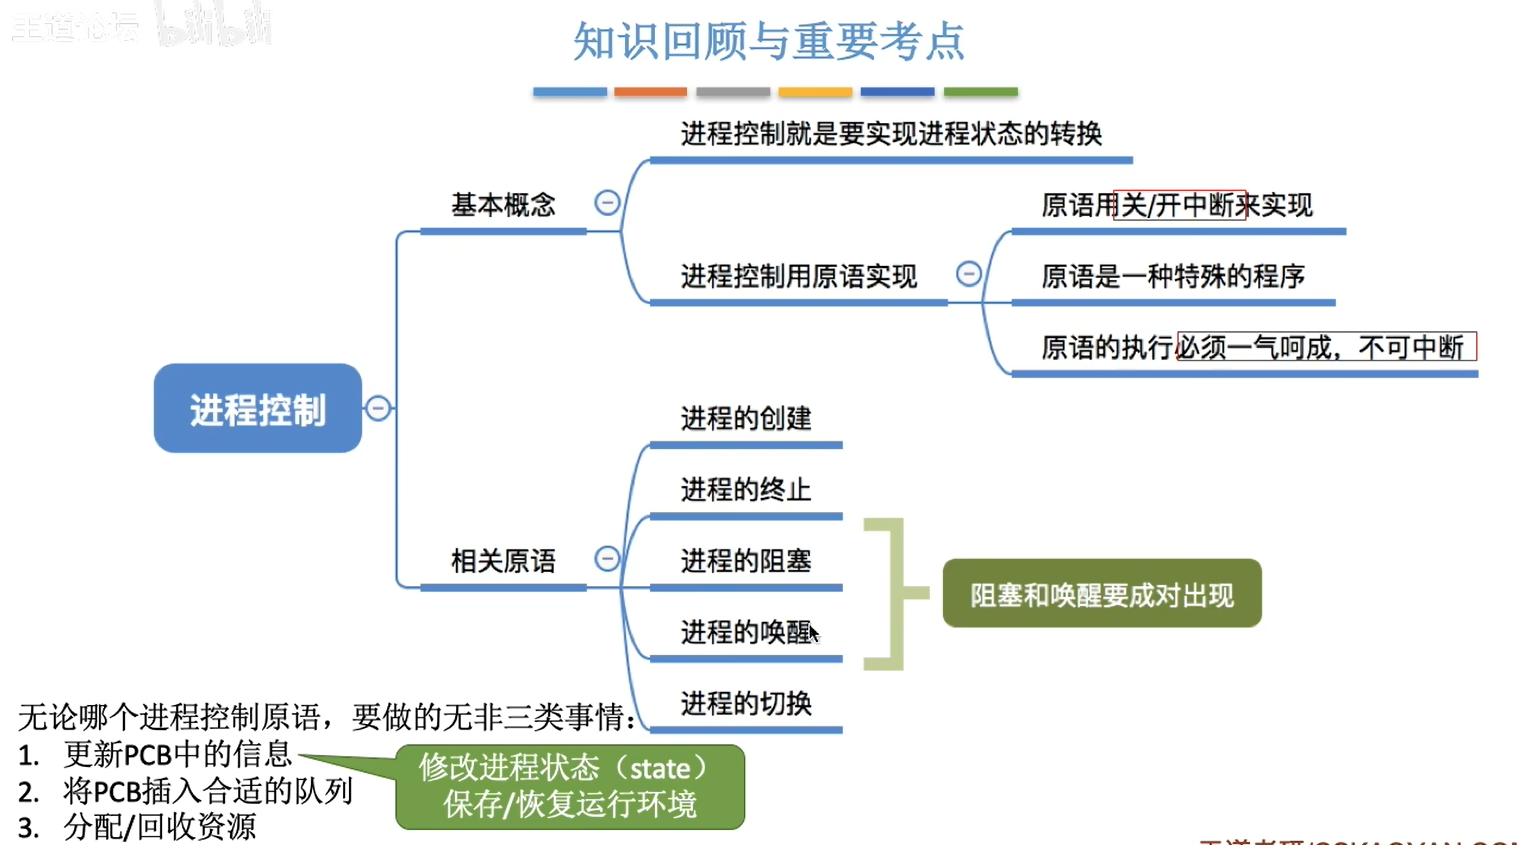 王道论坛 bilibili
知识回顾与重要考点
进程控制就是要实现进程状态的转换
基本概念
原语用关/开中断来实现
进程控制用原语实现
原语是一种特殊的程序
原语的执行必须一气呵成，不可中断
进程控制
进程的创建
进程的终止
相关原语
进程的阻塞
阻塞和唤醒要成对出现
进程的唤醒
进程的切换
无论哪个进程控制原语，要做的无非三类事情：
1. 更新PCB中的信息
修改进程状态（state）
保存/恢复运行环境
2. 将PCB插入合适的队列
3. 分配/回收资源